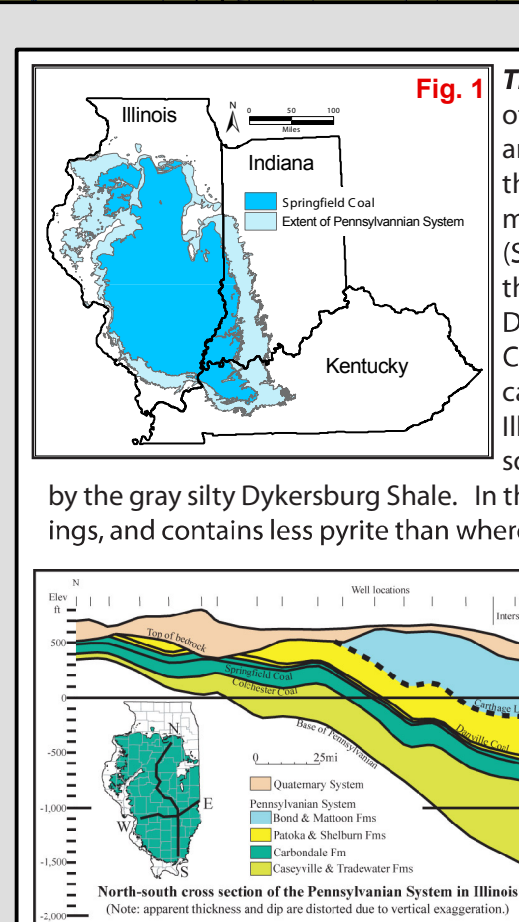 Fig. 1
Illinois
N
0 50 100
Miles
Indiana
Springfield Coal
Extent of Pennsylvannian System
Kentucky
of
(S
by the gray silty Dykersburg Shale. In th
ings, and contains less pyrite than where
N
Elev
ft
Well locations
Inters
500
0
-500
-1,000
-1,500
-2,000
Top of bedrock
Springfield Coal
Colchester Coal
Base of Pennsylvanian
Carthage L
Danville Coal
N
E
W
S
0 25mi
Quaternary System
Pennsylvanian System
Bond & Mattoon Fms
Patoka & Shelburn Fms
Carbondale Fm
Caseyville & Tradewater Fms
North-south cross section of the Pennsylvanian System in Illinois
(Note: apparent thickness and dip are distorted due to vertical exaggeration.)